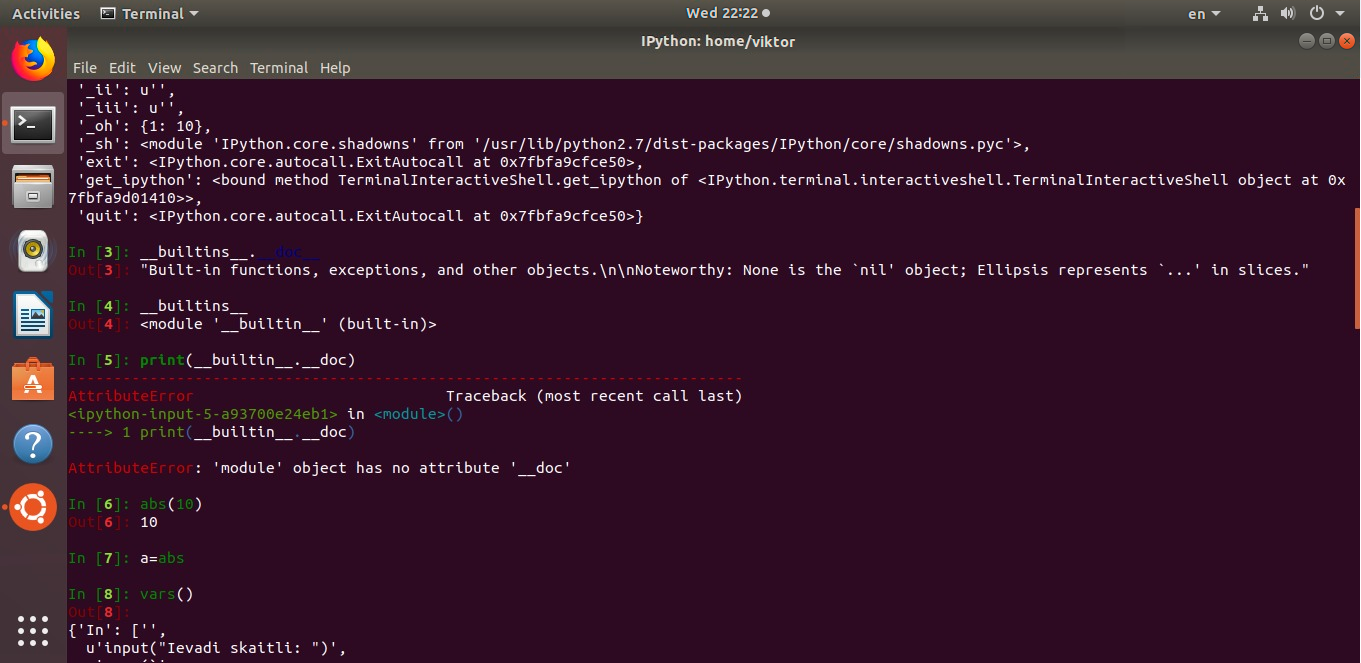 Activities Terminal Wed 22:22 en
IPython: home/viktor
File Edit View Search Terminal Help
'_ii': u'',
'_iii': u'',
'_oh': {1: 10},
'_sh': <module 'IPython.core.shadowns' from '/usr/lib/python2.7/dist-packages/IPython/core/shadowns.pyc'>,
'exit': <IPython.core.autocall.ExitAutocall at 0x7fbfa9cfce50>,
'get_ipython': <bound method TerminalInteractiveShell.get_ipython of <IPython.terminal.interactiveshell.TerminalInteractiveShell object at 0x
7fbfa9d01410>>,
'quit': <IPython.core.autocall.ExitAutocall at 0x7fbfa9cfce50>}
In [3]: __builtins__.__doc__
Out[3]: "Built-in functions, exceptions, and other objects.\n\nNoteworthy: None is the `nil' object; Ellipsis represents `...' in slices."
In [4]: __builtins__
Out[4]: <module '__builtin__' (built-in)>
In [5]: print(__builtin__.__doc)
---------------------------------------------------------------------------
AttributeError Traceback (most recent call last)
<ipython-input-5-a93700e24eb1> in <module>()
----> 1 print(__builtin__.__doc)
AttributeError: 'module' object has no attribute '__doc'
In [6]: abs(10)
Out[6]: 10
In [7]: a=abs
In [8]: vars()
Out[8]:
{'In': ['',
u'input("Ievadi skaitli: ")',